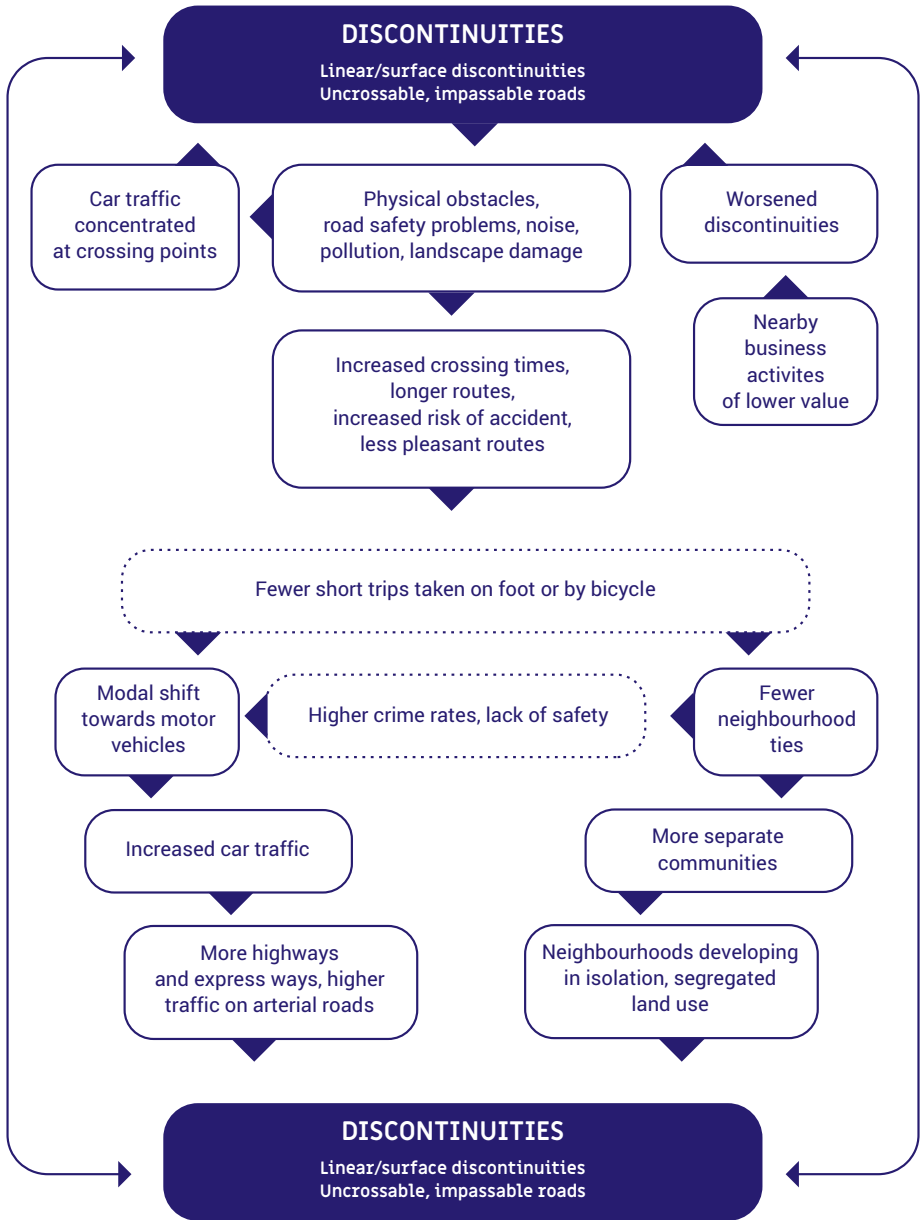 DISCONTINUITIES
Linear/surface discontinuities
Uncrossable, impassable roads
Car traffic
concentrated
at crossing points
Physical obstacles,
road safety problems, noise,
pollution, landscape damage
Worsened
discontinuities
Nearby
business
activites
of lower value
Increased crossing times,
longer routes,
increased risk of accident,
less pleasant routes
Fewer short trips taken on foot or by bicycle
Modal shift
towards motor
vehicles
Higher crime rates, lack of safety
Fewer
neighbourhood
ties
Increased car traffic
More separate
communities
More highways
and express ways, higher
traffic on arterial roads
Neighbourhoods developing
in isolation, segregated
land use
DISCONTINUITIES
Linear/surface discontinuities
Uncrossable, impassable roads